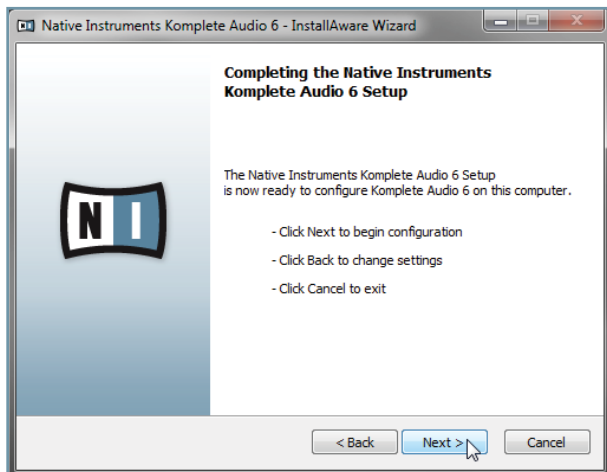 Native Instruments Komplete Audio 6 - InstallAware Wizard
Completing the Native Instruments
Komplete Audio 6 Setup
The Native Instruments Komplete Audio 6 Setup
is now ready to configure Komplete Audio 6 on this computer.
- Click Next to begin configuration
- Click Back to change settings
- Click Cancel to exit
NI
< Back Next > Cancel